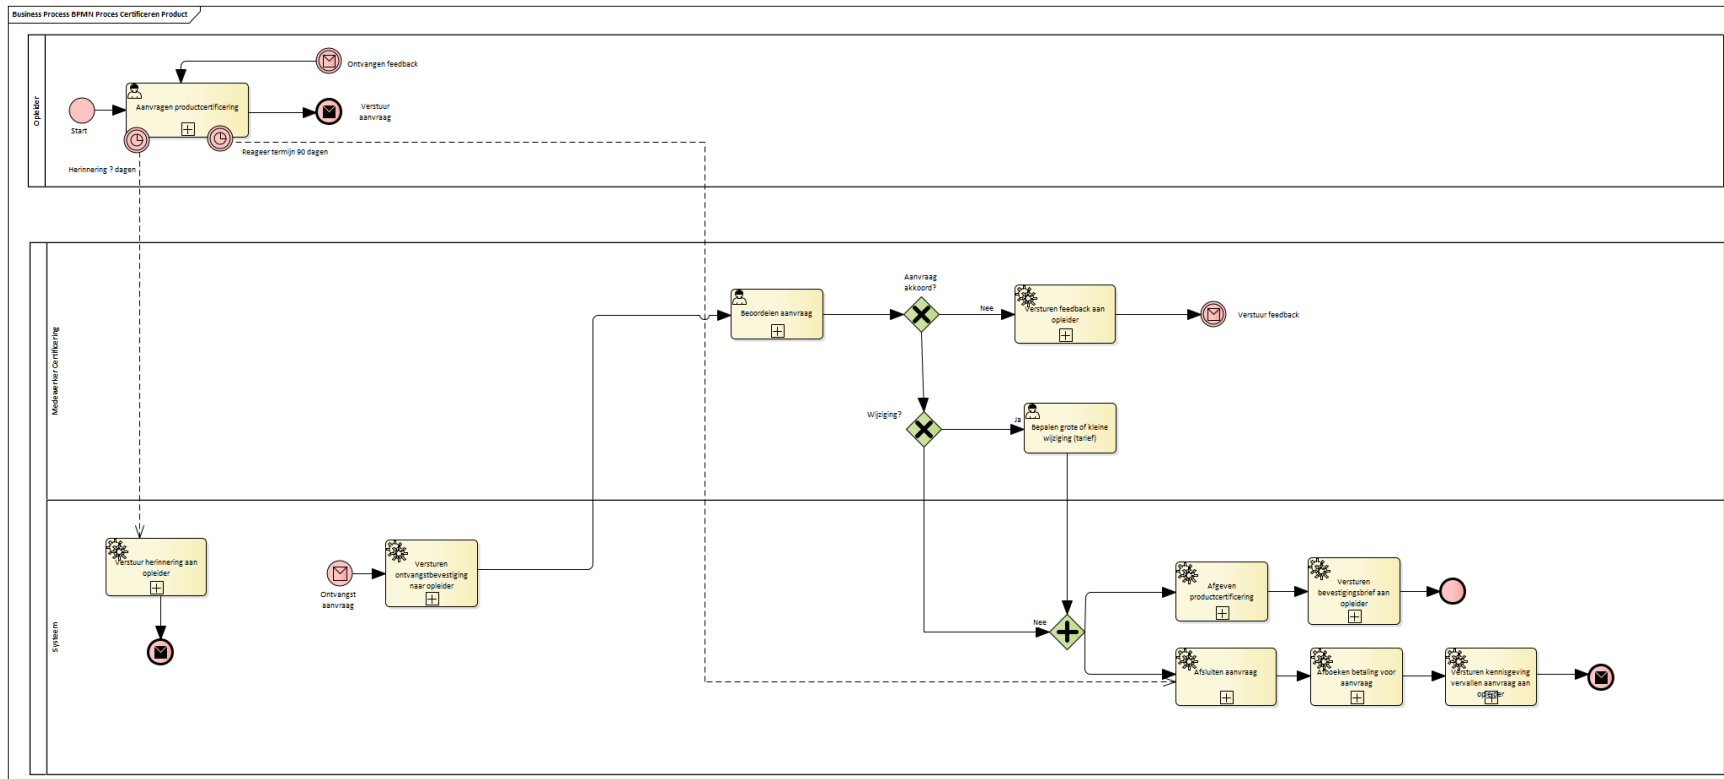 Business Process BPMN Proces Certificeren Product
Opleider
Ontvangen feedback
Aanvragen productcertificering
Verstuur
aanvraag
Start
Reageer termijn 90 dagen
Herinnering ? dagen
Medewerker Certificering
Aanvraag
akkoord?
Beoordelen aanvraag
Nee
Versturen feedback aan
opleider
Verstuur feedback
Wijziging?
Ja
Bepalen grote of kleine
wijziging (tarief)
Systeem
Verstuur herinnering aan
opleider
Ontvangst
aanvraag
Versturen
ontvangstbevestiging
naar opleider
Nee
Afgeven
productcertificering
Versturen
bevestigingsbrief aan
opleider
Afsluiten aanvraag
Afboeken betaling voor
aanvraag
Versturen kennisgeving
vervallen aanvraag aan
opleider